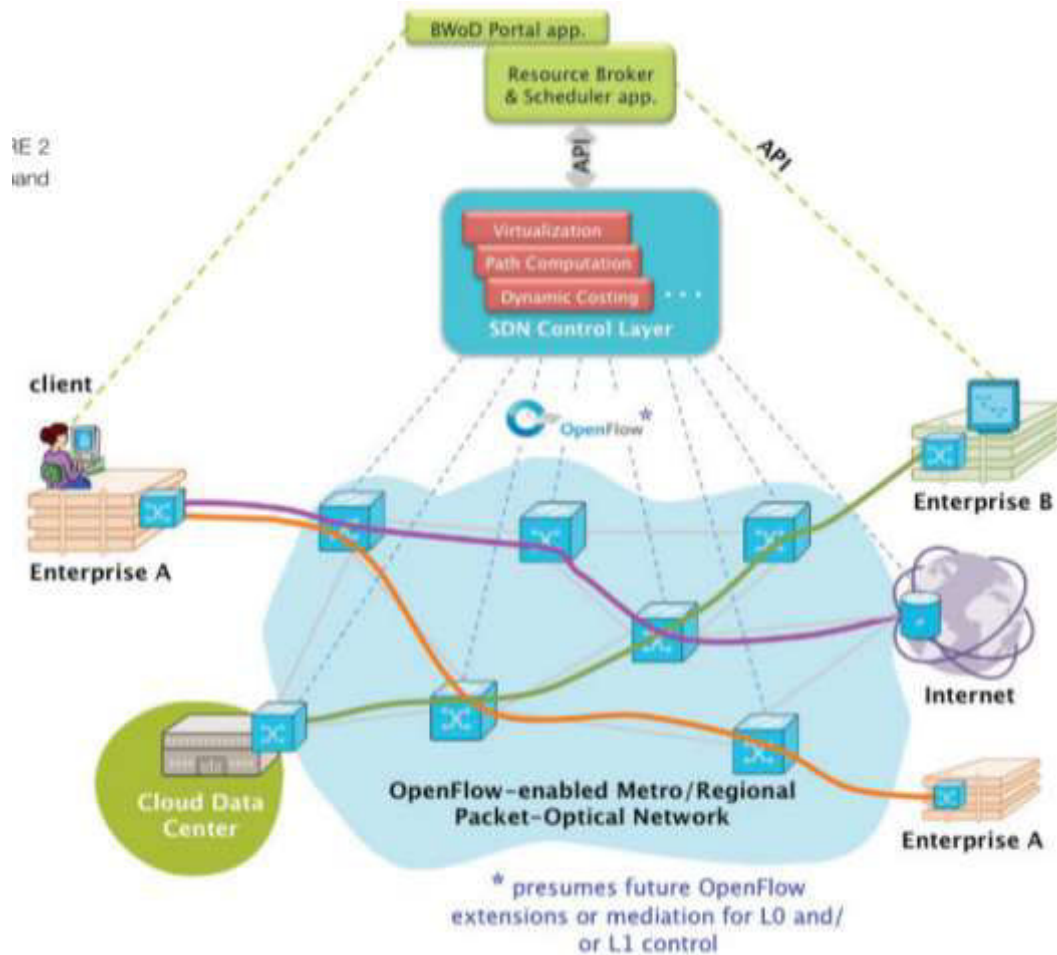 BWoD Portal app.
Resource Broker
& Scheduler app.
RE 2
and
API
API
Virtualization
Path Computation
Dynamic Costing
...
SDN Control Layer
client
OpenFlow*
Enterprise B
Enterprise A
Internet
Cloud Data
Center
OpenFlow-enabled Metro/Regional
Packet-Optical Network
Enterprise A
* presumes future OpenFlow
extensions or mediation for L0 and/
or L1 control